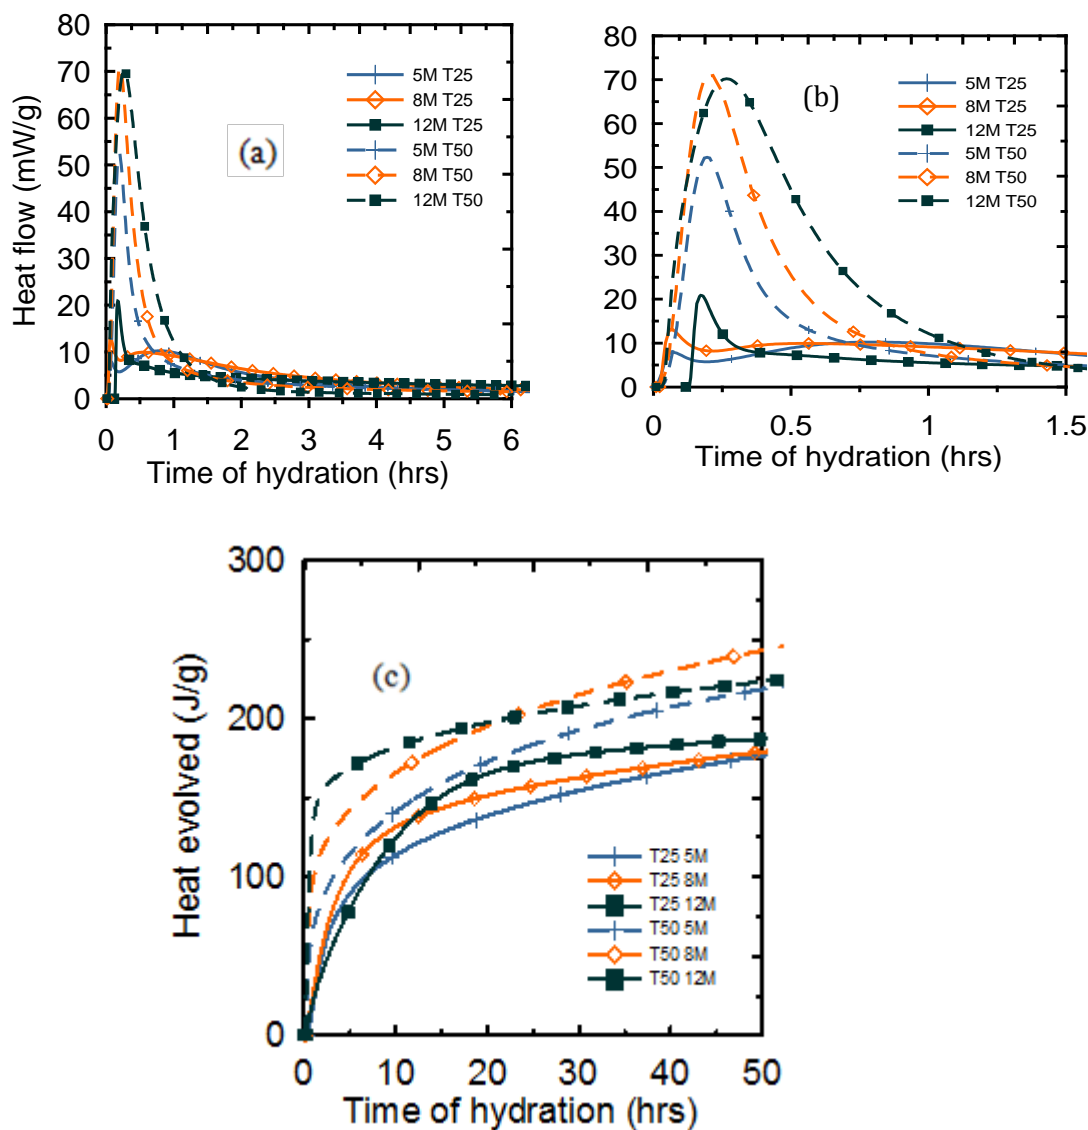 80
70
60
50
40
30
20
10
0
Heat flow (mW/g)
(a)
5M T25
8M T25
12M T25
5M T50
8M T50
12M T50
0 1 2 3 4 5 6
Time of hydration (hrs)
80
70
60
50
40
30
20
10
0
(b)
5M T25
8M T25
12M T25
5M T50
8M T50
12M T50
0 0.5 1 1.5
Time of hydration (hrs)
300
200
100
0
Heat evolved (J/g)
(c)
T25 5M
T25 8M
T25 12M
T50 5M
T50 8M
T50 12M
0 10 20 30 40 50
Time of hydration (hrs)